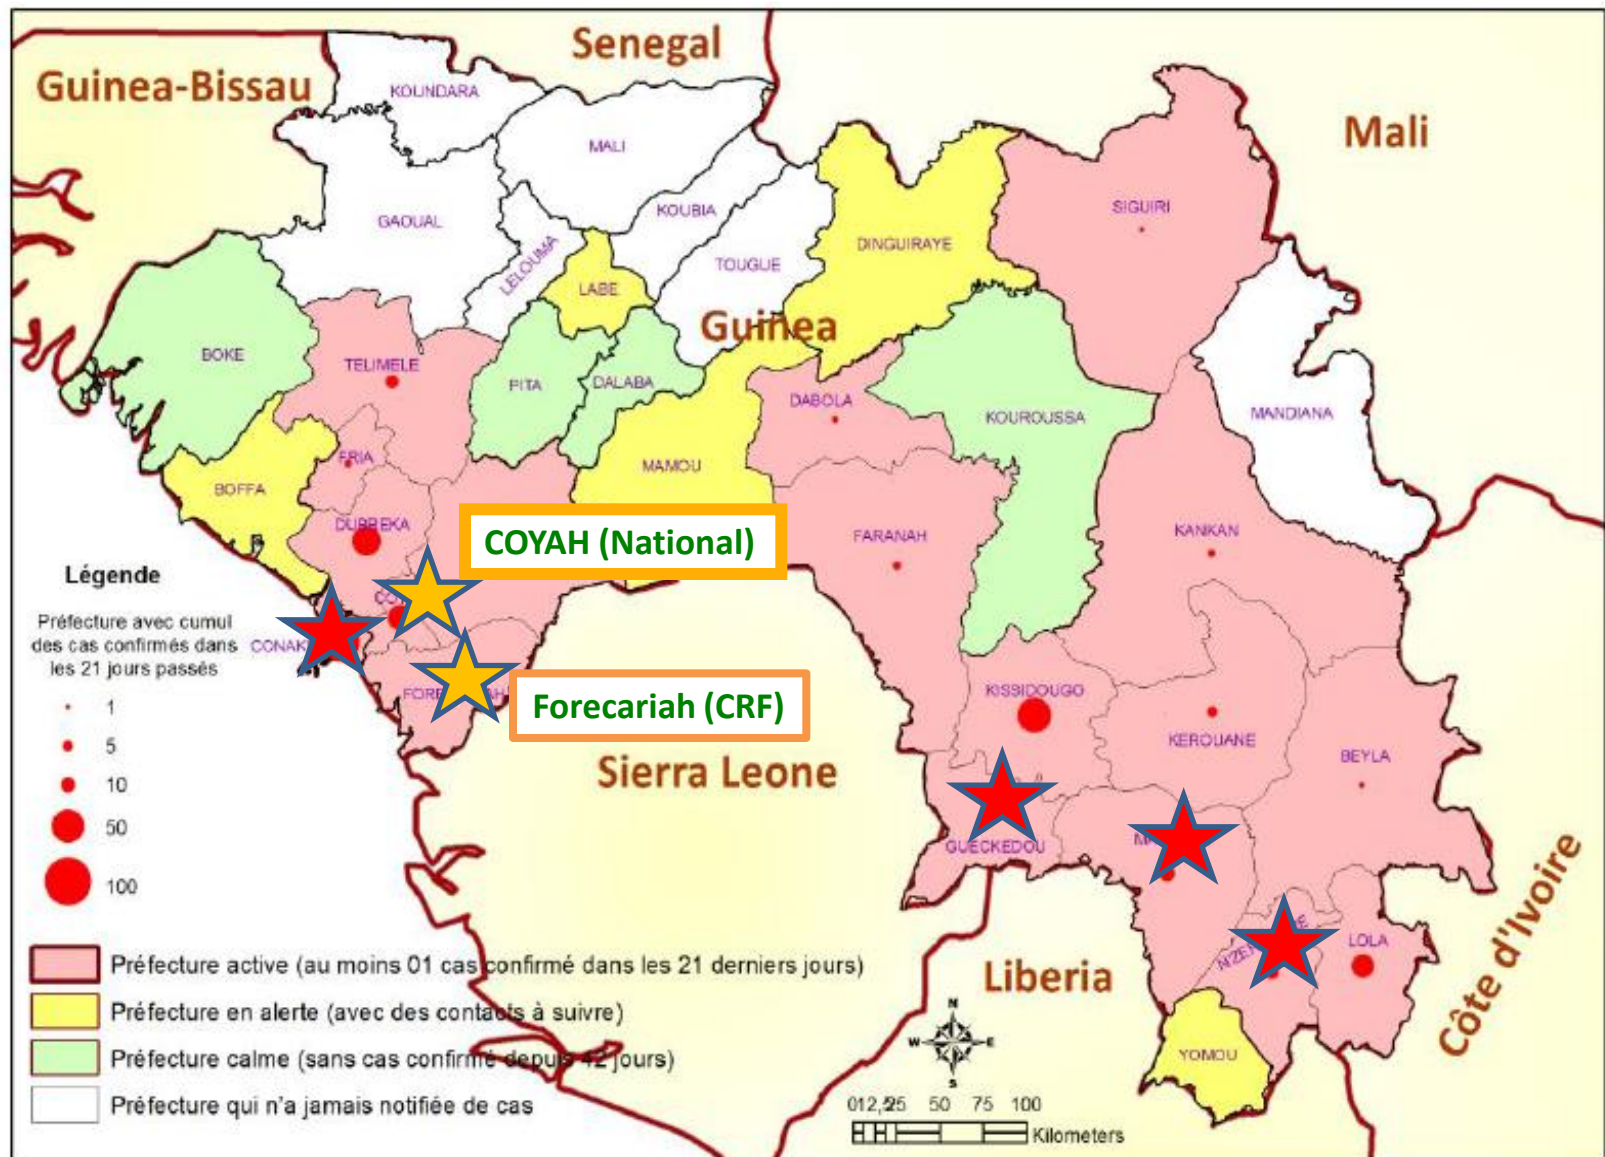 Senegal
Guinea-Bissau
Mali
Guinea
Sierra Leone
Liberia
Côte d'Ivoire
KOUNDARA
MALI
GAOUAL
KOUBIA
LELOUMA
TOUGUE
LABE
DINGUIRAYE
SIGUIRI
BOKE
TELIMELE
PITA
DALABA
DABOLA
KOUROUSSA
MANDIANA
FRIA
BOFFA
MAMOU
DUBREKA
FARANAH
KANKAN
COYAH (National)
Forecariah (CRF)
KISSIDOUGO
KEROUANE
BEYLA
GUECKEDOU
LOLA
YOMOU
Légende
Préfecture avec cumul
des cas confirmés dans
les 21 jours passés
1
5
10
50
100
Préfecture active (au moins 01 cas confirmé dans les 21 derniers jours)
Préfecture en alerte (avec des contacts à suivre)
Préfecture calme (sans cas confirmé depuis 42 jours)
Préfecture qui n'a jamais notifiée de cas
N
W E
S
50 75 100
Kilometers